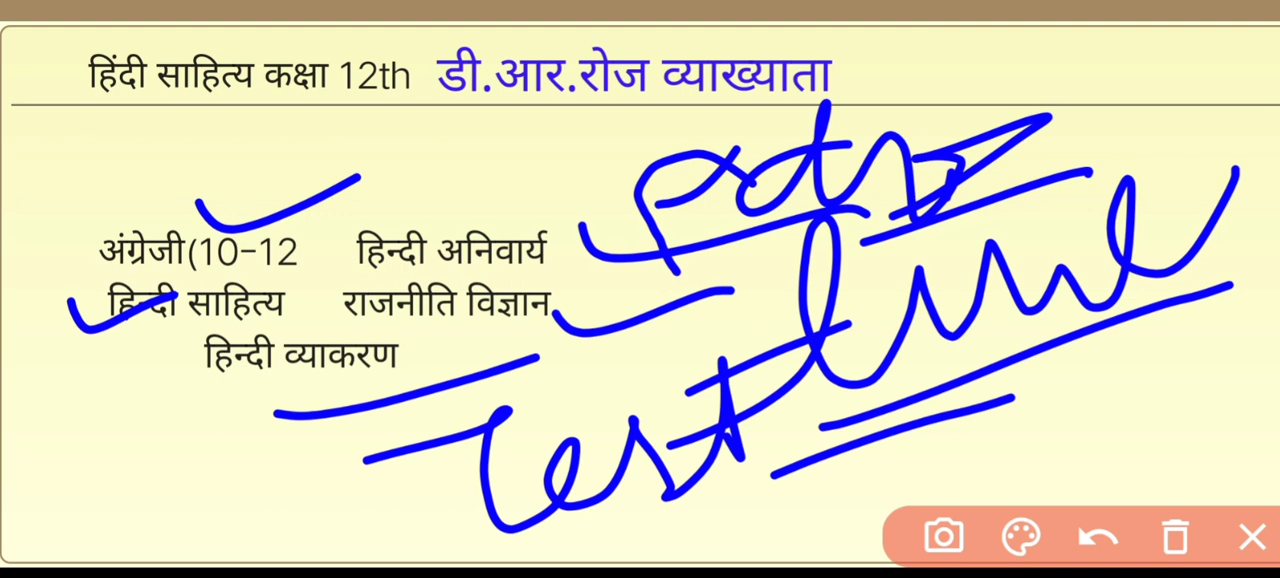 हिंदी साहित्य कक्षा 12th डी.आर.रोज व्याख्याता
अंग्रेजी(10-12 हिन्दी अनिवार्य
हिन्दी साहित्य राजनीति विज्ञान
हिन्दी व्याकरण
Test line